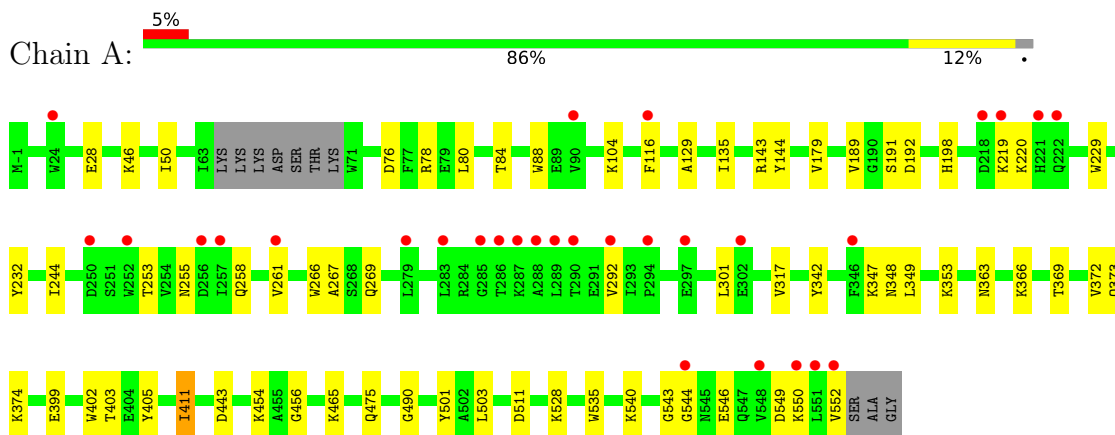 5%
Chain A:
86% 12% •
M-1 W24 E28 K46 I50 I63 LYS LYS LYS ASP SER THR LYS W71 D76 F77 R78 E79 L80 T84 W88 E89 V90 K104 F116 A129 I135 R143 Y144 V179 V189 G190 S191 D192 H198 D218 K219 K220 H221 Q222 W229
Y232 I244 D250 S251 W252 T253 V254 N255 D256 I257 Q258 V261 W266 A267 S268 Q269 L279 L283 R284 G285 T286 K287 A288 L289 T290 E291 V292 I293 P294 E297 L301 E302 V317 Y342 F346 K347 N348 L349 K353 N363 K366 T369 V372
K374 E399 W402 T403 E404 Y405 I411 D443 K454 A455 G456 K465 Q475 G490 Y501 A502 L503 D511 K528 W535 K540 G543 G544 N545 E546 Q547 V548 D549 K550 L551 V552 SER ALA GLY